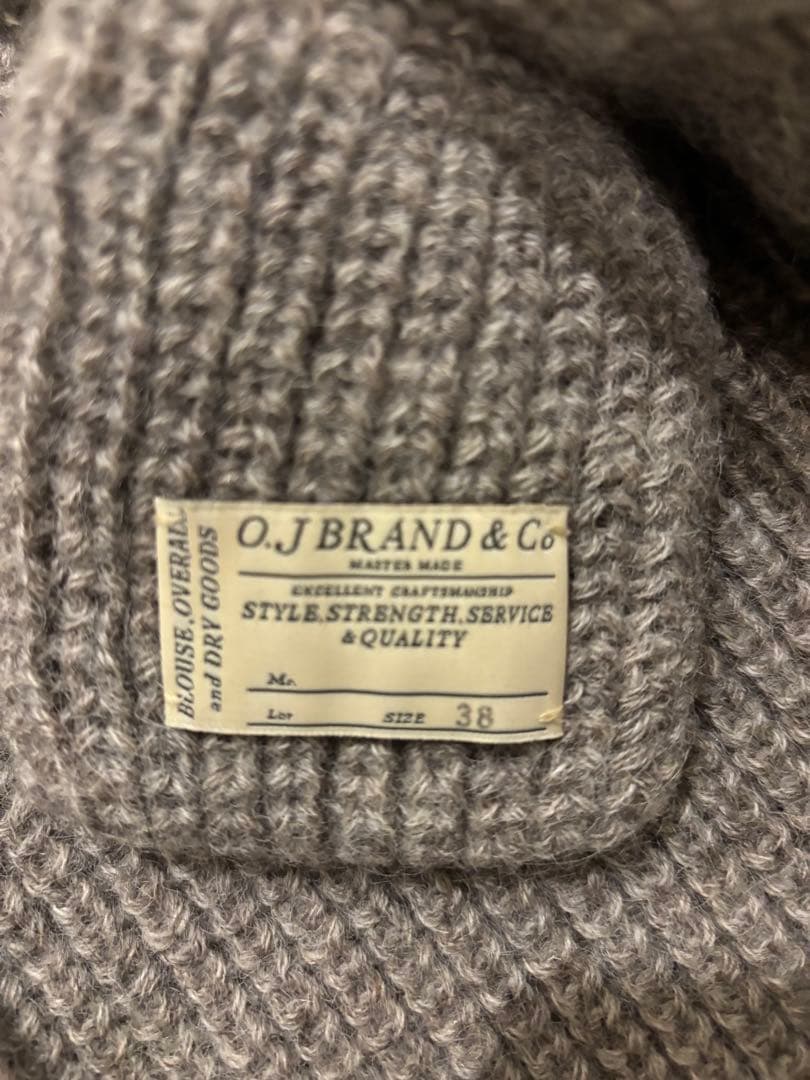 O.J BRAND & Co
MASTER MADE
EXCELLENT CRAFTSMANSHIP
STYLE.STRENGTH.SERVICE
& QUALITY
Mr.
Lot SIZE 38
BLOUSE, OVERALL
and DRY GOODS